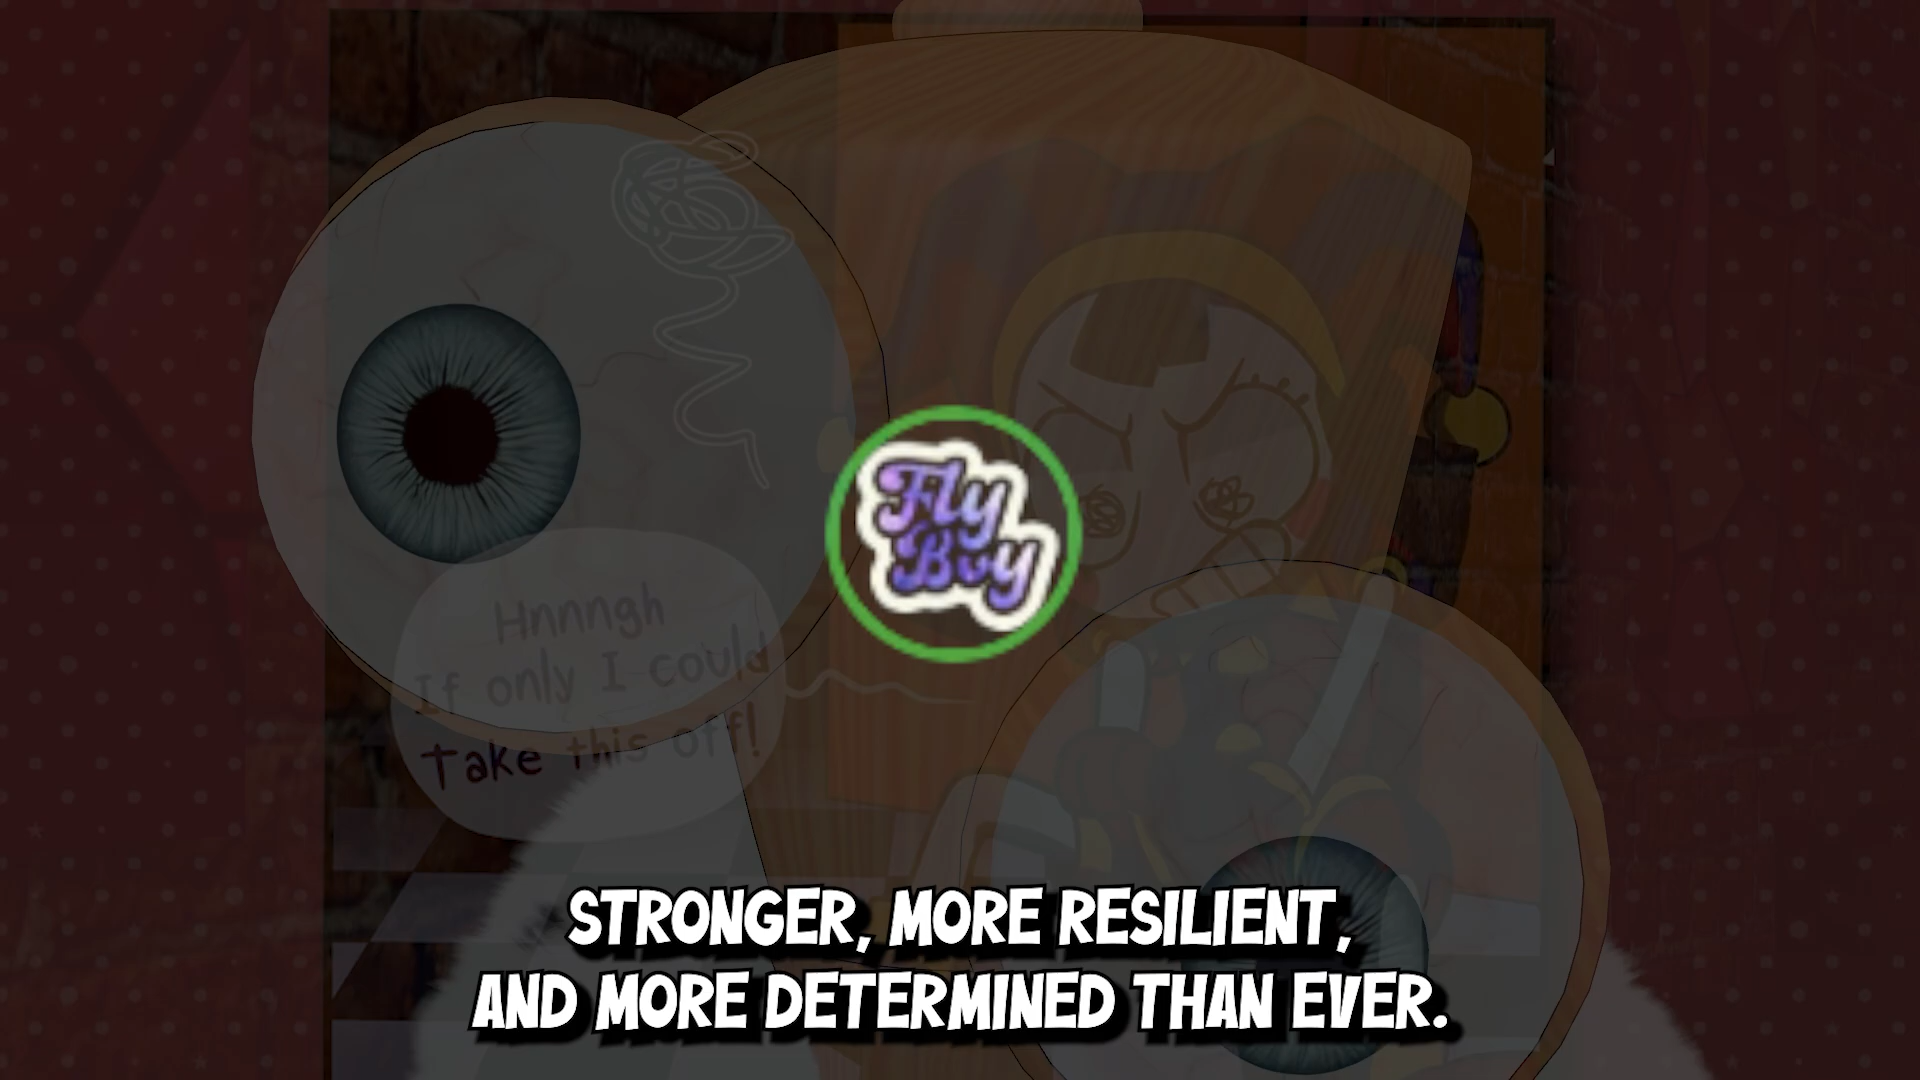 Fly
Boy
Hnnngh
If only I could
Take this off!
STRONGER, MORE RESILIENT,
AND MORE DETERMINED THAN EVER.